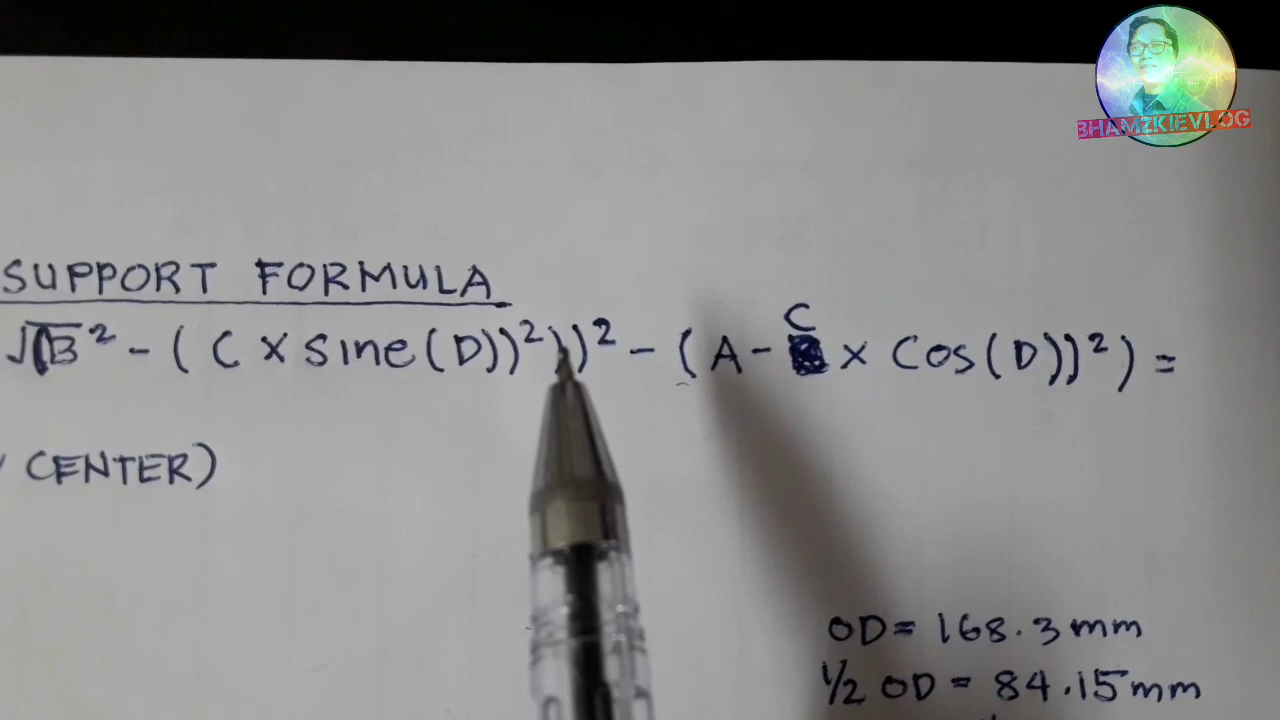 BHAMZKIEVLOG
SUPPORT FORMULA
√(B² - (C × sine(D))²))² - (A - C × Cos(D))²) =
CENTER)
OD = 168.3mm
1/2 OD = 84.15mm